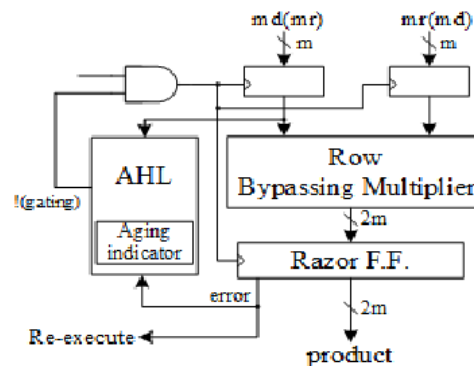 md(mr)
mr(md)
m
m
AHL
Row
Bypassing Multiplier
!(gating)
Aging
indicator
2m
Razor F.F.
error
2m
Re-execute
product